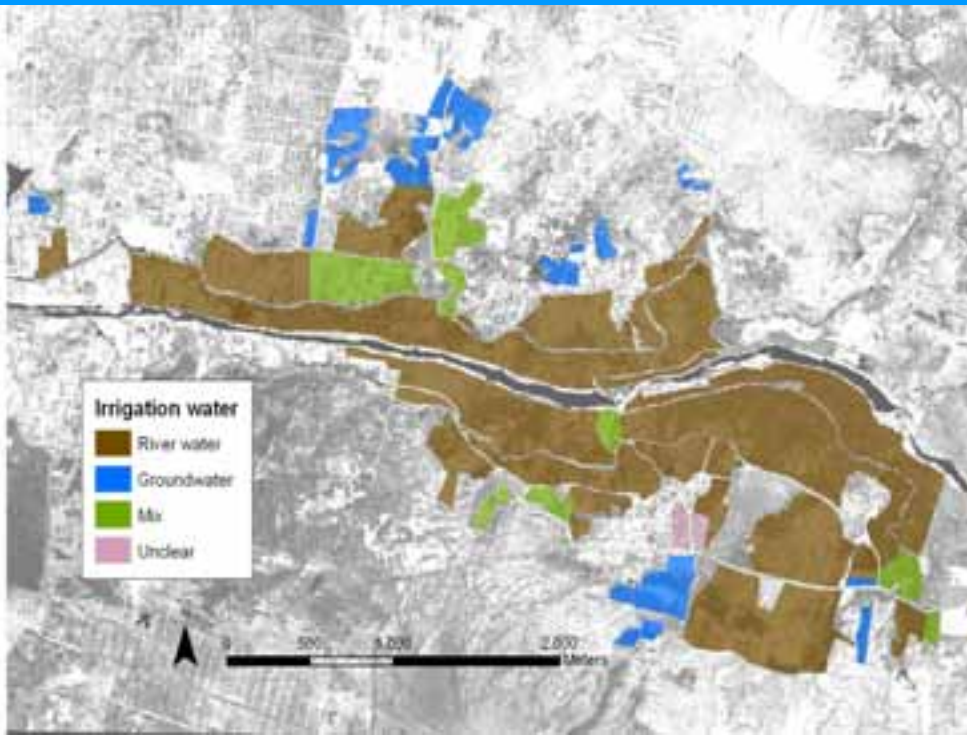 Irrigation water
River water
Groundwater
Mix
Unclear
0 500 1,000 2,000
Meters